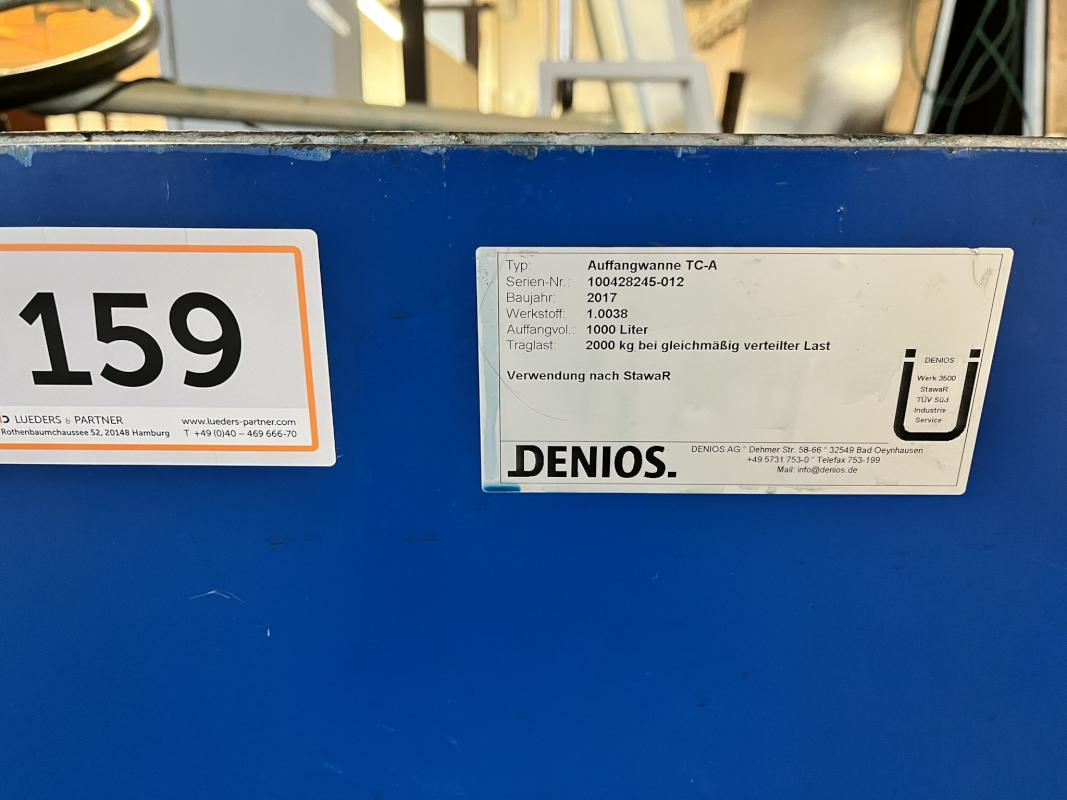 159
LUEDERS & PARTNER
Rothenbaumchaussee 52, 20148 Hamburg
www.lueders-partner.com
T +49 (0)40 – 469 666-70
Typ: Auffangwanne TC-A
Serien-Nr.: 100428245-012
Baujahr: 2017
Werkstoff: 1.0038
Auffangvol.: 1000 Liter
Traglast: 2000 kg bei gleichmäßig verteilter Last
Verwendung nach StawaR
Ü
DENIOS
Werk 3500
StawaR
TÜV Süd
Industrie
Service
DENIOS.
DENIOS AG * Dehmer Str. 58-66 * 32549 Bad Oeynhausen
+49 5731 753-0 * Telefax 753-199
Mail: info@denios.de